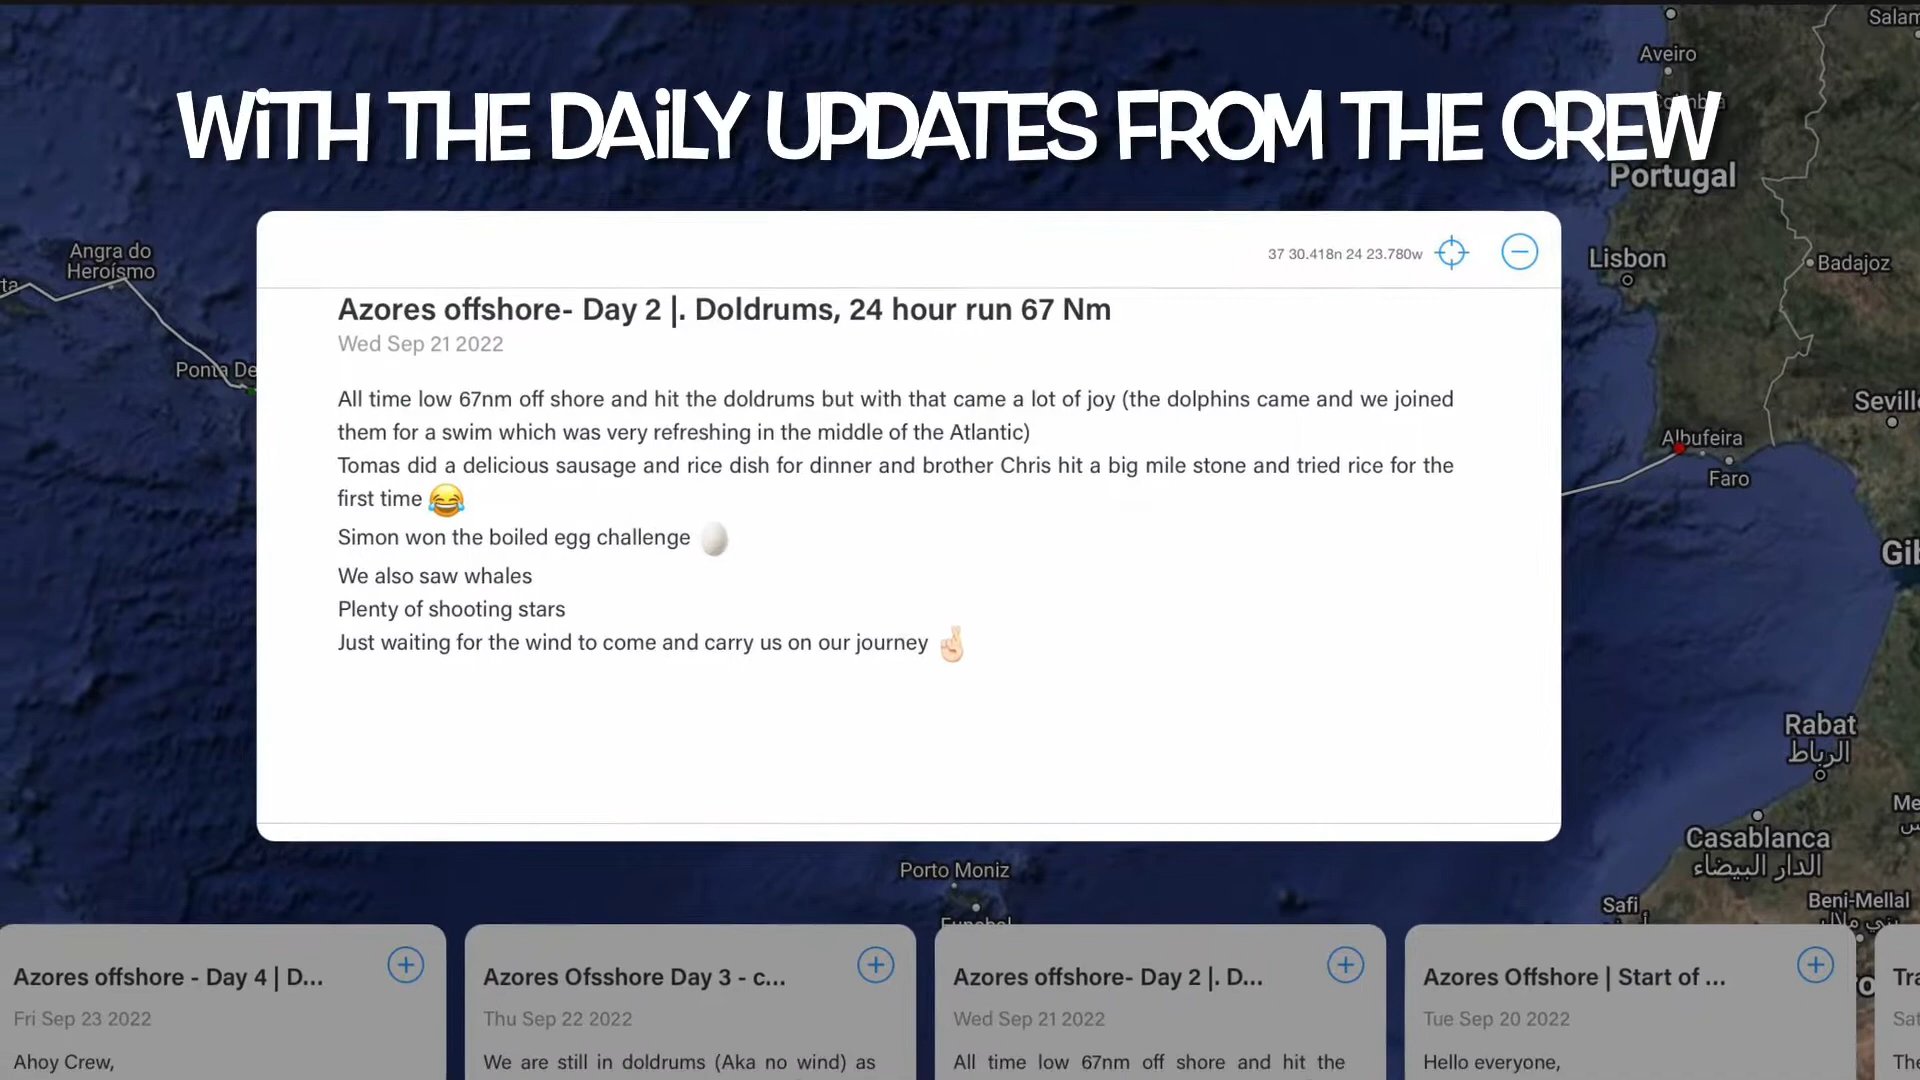 Salam
Aveiro
WiTH THE DAiLY UPDATES FROM THE CREW
Portugal
Angra do
Heroísmo
37 30.418n 24 23.780w
Lisbon
Badajoz
ta
Azores offshore- Day 2 |. Doldrums, 24 hour run 67 Nm
Wed Sep 21 2022
Ponta De
All time low 67nm off shore and hit the doldrums but with that came a lot of joy (the dolphins came and we joined
them for a swim which was very refreshing in the middle of the Atlantic)
Sevill
Albufeira
Tomas did a delicious sausage and rice dish for dinner and brother Chris hit a big mile stone and tried rice for the
first time 😂
Faro
Simon won the boiled egg challenge 🥚
Gib
We also saw whales
Plenty of shooting stars
Just waiting for the wind to come and carry us on our journey 🤞🏻
Rabat
الرباط
Me
Casablanca
الدار البيضاء
Porto Moniz
Safi
Beni-Mellal
بني ملال
Funchal
Azores offshore - Day 4 | D...
Fri Sep 23 2022
Ahoy Crew,
Azores Ofsshore Day 3 - c...
Thu Sep 22 2022
We are still in doldrums (Aka no wind) as
Azores offshore- Day 2 |. D...
Wed Sep 21 2022
All time low 67nm off shore and hit the
Azores Offshore | Start of ...
Tue Sep 20 2022
Hello everyone,
Tra
Sat
The